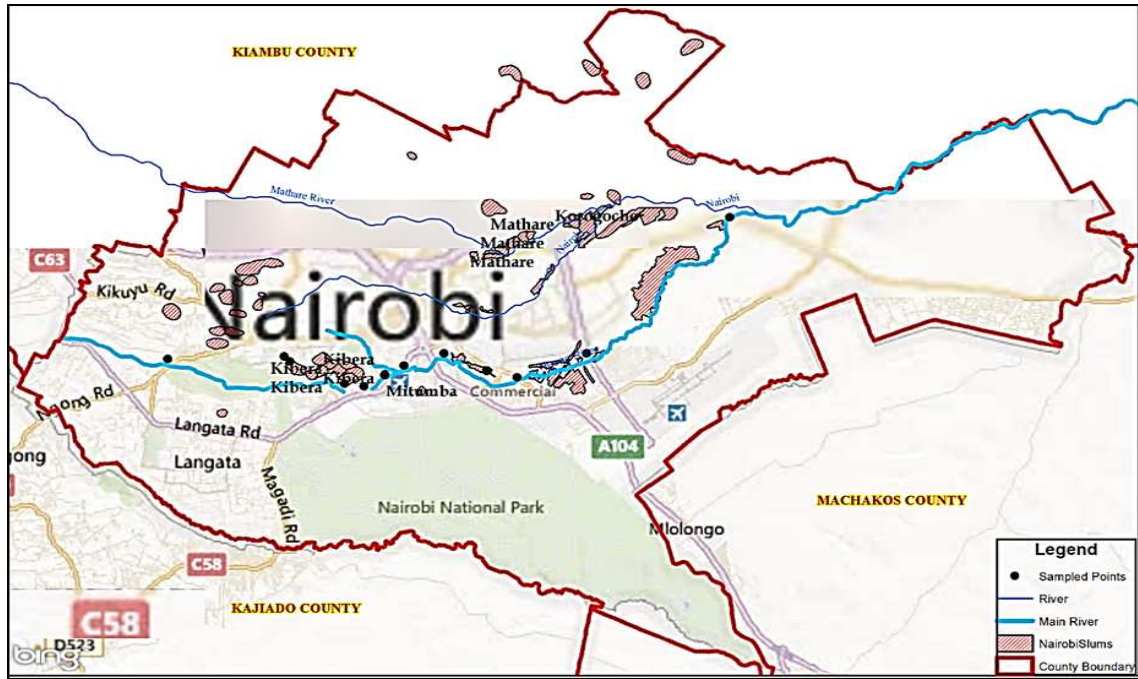 KIAMBU COUNTY
Mathare River
Nairobi
Korogocho
Mathare
Mathare
Mathare
C63
Kikuyu Rd
Nairobi
Kibera
Kibera
Kibera
Kibera
Mitumba
Commercial
Ngong Rd
Langata Rd
Langata
A104
Magadi Rd
Nairobi National Park
MACHAKOS COUNTY
Mlolongo
C58
KAJIADO COUNTY
C58
D523
bing
Legend
Sampled Points
River
Main River
NairobiSlums
County Boundary